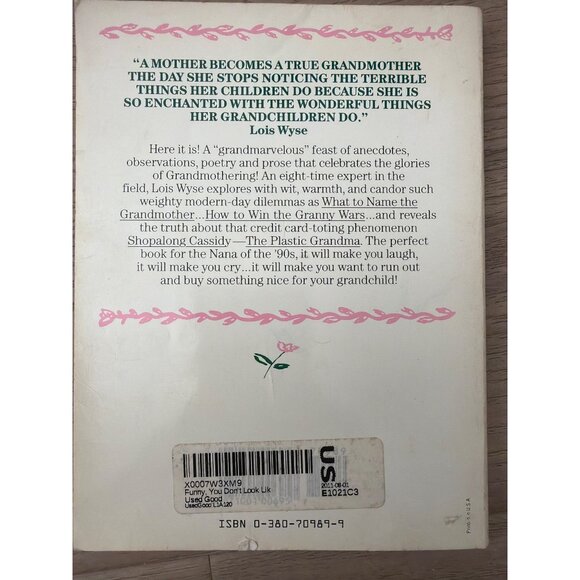 “A MOTHER BECOMES A TRUE GRANDMOTHER
THE DAY SHE STOPS NOTICING THE TERRIBLE
THINGS HER CHILDREN DO BECAUSE SHE IS
SO ENCHANTED WITH THE WONDERFUL THINGS
HER GRANDCHILDREN DO.”
Lois Wyse
Here it is! A “grandmarvelous” feast of anecdotes,
observations, poetry and prose that celebrates the glories
of Grandmothering! An eight-time expert in the
field, Lois Wyse explores with wit, warmth, and candor such
weighty modern-day dilemmas as What to Name the
Grandmother...How to Win the Granny Wars...and reveals
the truth about that credit card-toting phenomenon
Shopalong Cassidy—The Plastic Grandma. The perfect
book for the Nana of the ’90s, it will make you laugh,
it will make you cry...it will make you want to run out
and buy something nice for your grandchild!
X0007W3XM9
Funny, You Don't Look Lik
Used Good
UsedGood L1A120
US
2011-08-01
E1021C3
ISBN 0-380-70989-9
Printed in U.S.A.